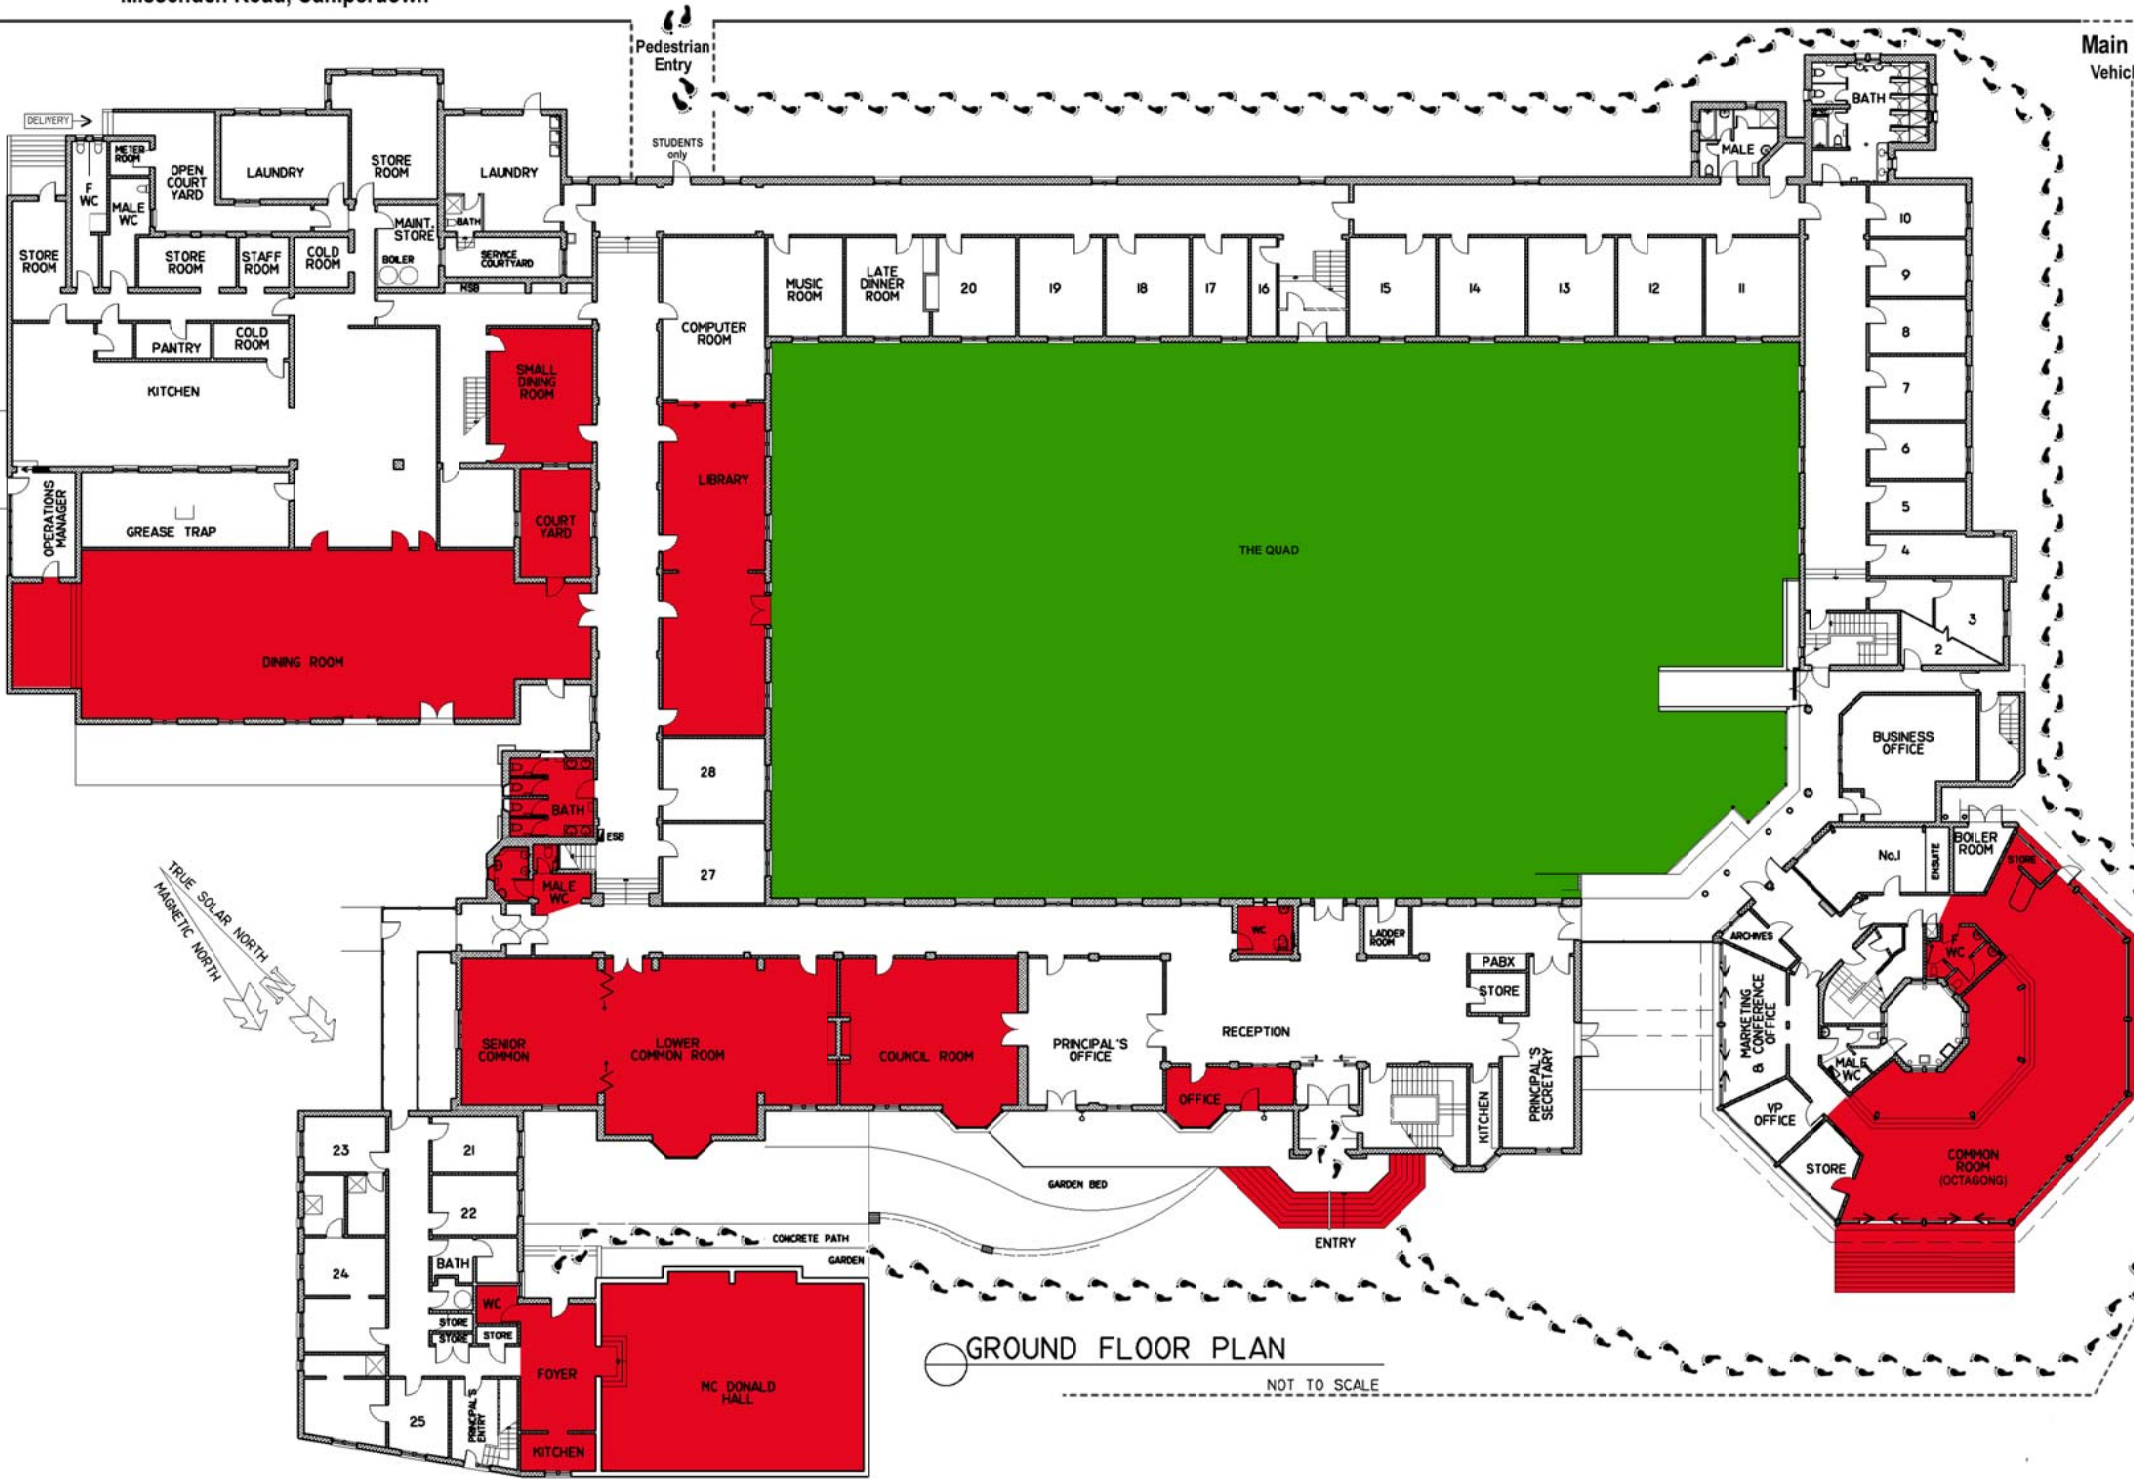 Missenden Road, Camperdown
Pedestrian
Entry
Main
Vehic
DELIVERY
STUDENTS
only
BATH
MALE
METER
ROOM
F
WC
MALE
WC
OPEN
COURT
YARD
LAUNDRY
STORE
ROOM
LAUNDRY
BATH
MAINT.
STORE
BOILER
SERVICE
COURTYARD
MSB
STORE
ROOM
STORE
ROOM
STAFF
ROOM
COLD
ROOM
PANTRY
COLD
ROOM
KITCHEN
SMALL
DINING
ROOM
COMPUTER
ROOM
MUSIC
ROOM
LATE
DINNER
ROOM
20
19
18
17
16
15
14
13
12
11
10
9
8
7
6
5
4
3
2
LIBRARY
COURT
YARD
OPERATIONS
MANAGER
GREASE TRAP
THE QUAD
DINING ROOM
BUSINESS
OFFICE
28
27
BATH
ESB
MALE
WC
BOILER
ROOM
No.1
ENSUITE
STORE
TRUE SOLAR NORTH
MAGNETIC NORTH
N
WC
LADDER
ROOM
ARCHIVES
F
WC
PABX
STORE
SENIOR
COMMON
LOWER
COMMON ROOM
COUNCIL ROOM
PRINCIPAL'S
OFFICE
RECEPTION
OFFICE
KITCHEN
PRINCIPAL'S
SECRETARY
MARKETING
& CONFERENCE
OFFICE
MALE
WC
VP
OFFICE
STORE
COMMON
ROOM
(OCTAGONG)
23
21
22
24
BATH
WC
STORE
STORE
STORE
25
PRINCIPAL'S
ENTRY
FOYER
KITCHEN
MC DONALD
HALL
GARDEN BED
CONCRETE PATH
GARDEN
ENTRY
GROUND FLOOR PLAN
NOT TO SCALE